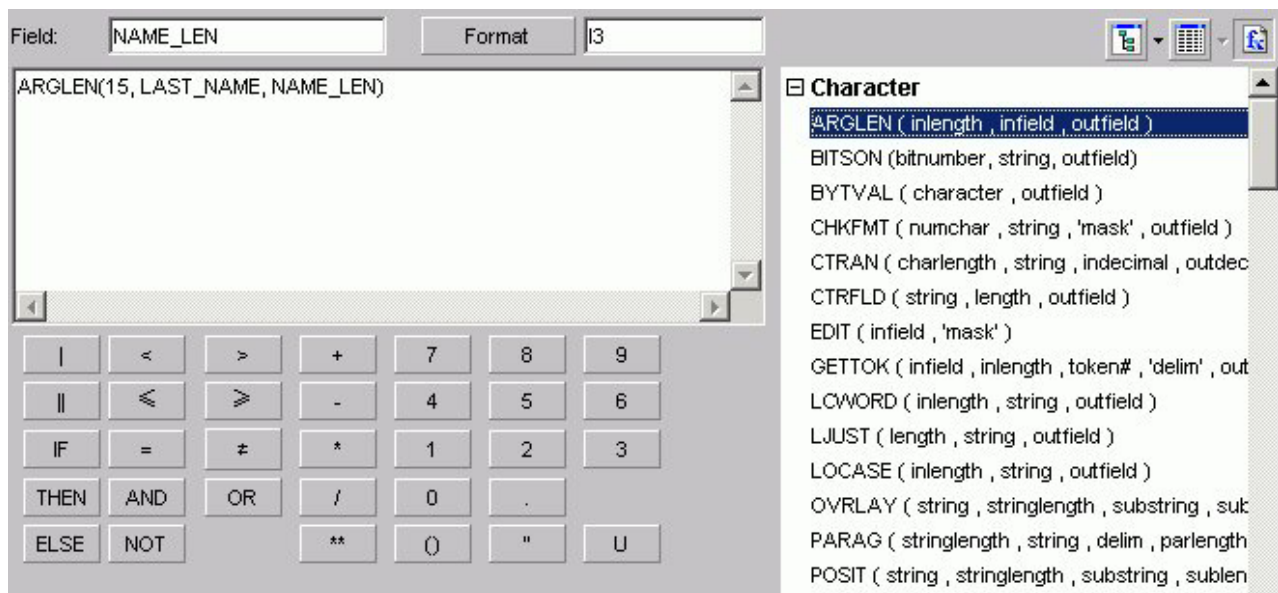 Field: NAME_LEN Format I3
ARGLEN(15, LAST_NAME, NAME_LEN)
| < > + 7 8 9
|| ≤ ≥ - 4 5 6
IF = ≠ * 1 2 3
THEN AND OR / 0 .
ELSE NOT ** () " U
Character
ARGLEN ( inlength , infield , outfield )
BITSON (bitnumber, string, outfield)
BYTVAL ( character , outfield )
CHKFMT ( numchar , string , 'mask' , outfield )
CTRAN ( charlength , string , indecimal , outdec
CTRFLD ( string , length , outfield )
EDIT ( infield , 'mask' )
GETTOK ( infield , inlength , token# , 'delim' , out
LCWORD ( inlength , string , outfield )
LJUST ( length , string , outfield )
LOCASE ( inlength , string , outfield )
OVRLAY ( string , stringlength , substring , sub
PARAG ( stringlength , string , delim , parlength
POSIT ( string , stringlength , substring , sublen